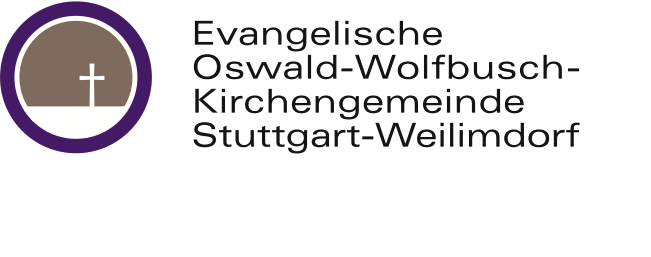 Evangelische
Oswald-Wolfbusch-
Kirchengemeinde
Stuttgart-Weilimdorf